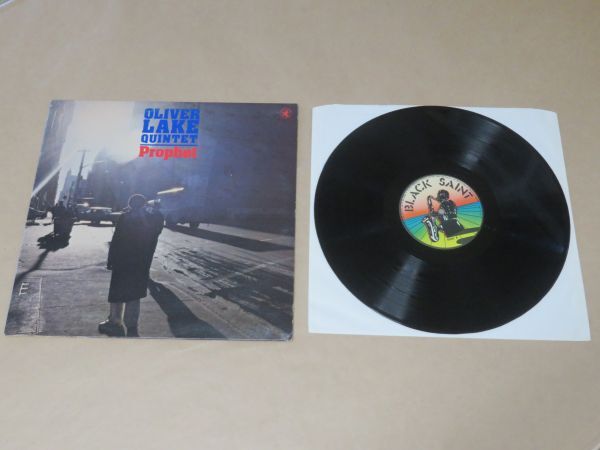 OLIVER
LAKE
QUINTET
Prophet
BLACK SAINT